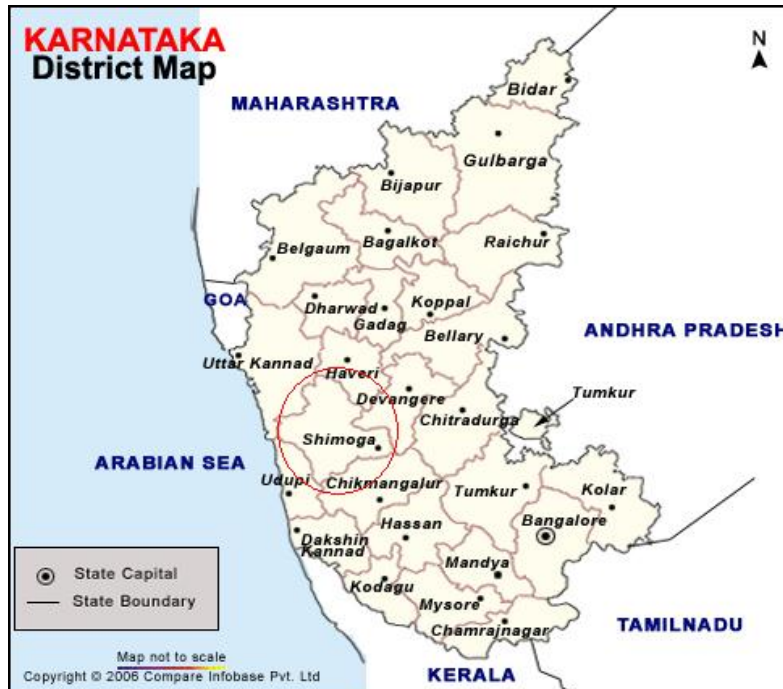 KARNATAKA
District Map
N
MAHARASHTRA
Bidar
Gulbarga
Bijapur
Bagalkot
Raichur
Belgaum
GOA
Dharwad
Gadag
Koppal
Bellary
ANDHRA PRADESH
Uttar Kannad
Haveri
Devangere
Chitradurga
Tumkur
Shimoga
ARABIAN SEA
Udupi
Chikmangalur
Tumkur
Kolar
Bangalore
Hassan
Dakshin
Kannad
Mandya
Kodagu
Mysore
Chamrajnagar
State Capital
State Boundary
TAMILNADU
KERALA
Map not to scale
Copyright © 2006 Compare Infobase Pvt. Ltd